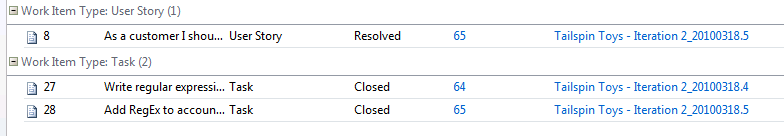 Work Item Type: User Story (1)
8 As a customer I shou... User Story Resolved 65 Tailspin Toys - Iteration 2_20100318.5
Work Item Type: Task (2)
27 Write regular expressi... Task Closed 64 Tailspin Toys - Iteration 2_20100318.4
28 Add RegEx to accoun... Task Closed 65 Tailspin Toys - Iteration 2_20100318.5